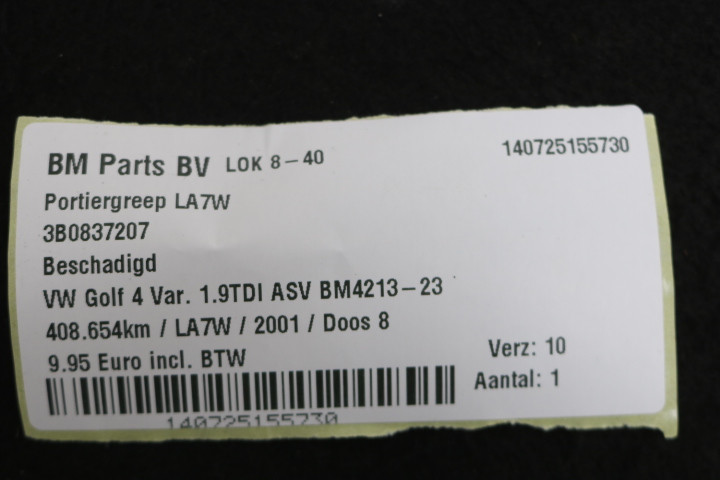 BM Parts BV LOK 8-40
140725155730
Portiergreep LA7W
3B0837207
Beschadigd
VW Golf 4 Var. 1.9TDI ASV BM4213-23
408.654km / LA7W / 2001 / Doos 8
9.95 Euro incl. BTW
Verz: 10
Aantal: 1
140725155730